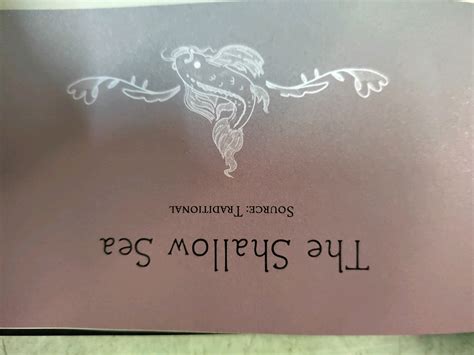 The Shallow Sea
SOURCE: TRADITIONAL